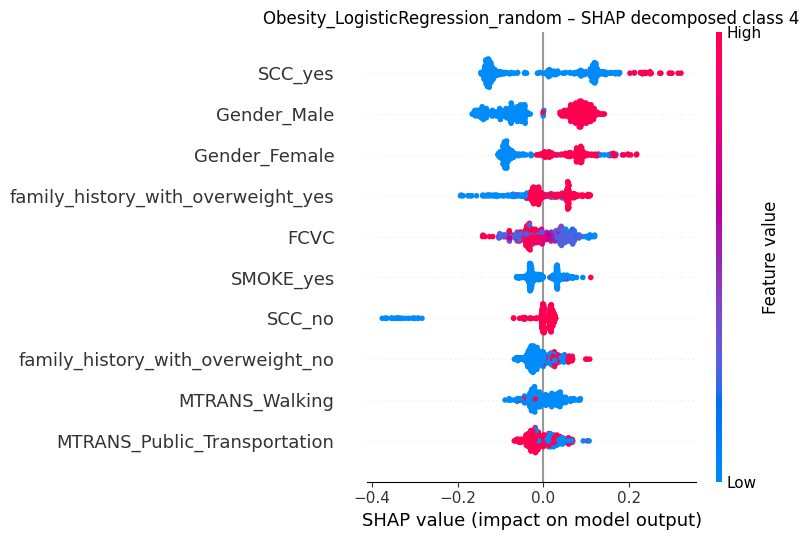 Obesity_LogisticRegression_random – SHAP decomposed class 4
High
SCC_yes
Gender_Male
Gender_Female
family_history_with_overweight_yes
FCVC
SMOKE_yes
SCC_no
family_history_with_overweight_no
MTRANS_Walking
MTRANS_Public_Transportation
Feature value
Low
−0.4 −0.2 0.0 0.2
SHAP value (impact on model output)